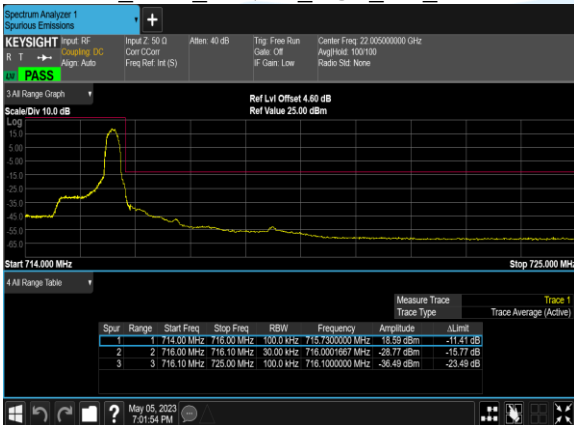 Spectrum Analyzer 1
Spurious Emissions
KEYSIGHT Input: RF Input Z: 50 Ω Atten: 40 dB Trig: Free Run Center Freq: 22.005000000 GHz
R T Coupling: DC Corr CCorr Gate: Off Avg|Hold: 100/100
Align: Auto Freq Ref: Int (S) IF Gain: Low Radio Std: None
PASS
3 All Range Graph
Ref Lvl Offset 4.60 dB
Scale/Div 10.0 dB Ref Value 25.00 dBm
Log
15.0
5.00
-5.00
-15.0
-25.0
-35.0
-45.0
-55.0
-65.0
Start 714.000 MHz Stop 725.000 MHz
4 All Range Table
Measure Trace Trace 1
Trace Type Trace Average (Active)
Spur Range Start Freq Stop Freq RBW Frequency Amplitude ΔLimit
1 1 714.00 MHz 716.00 MHz 100.0 kHz 715.7300000 MHz 18.59 dBm -11.41 dB
2 2 716.00 MHz 716.10 MHz 30.00 kHz 716.0001667 MHz -28.77 dBm -15.77 dB
3 3 716.10 MHz 725.00 MHz 100.0 kHz 716.1000000 MHz -36.49 dBm -23.49 dB
? May 05, 2023
7:01:54 PM